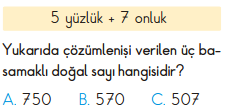 5 yüzlük + 7 onluk
Yukarıda çözümlenişi verilen üç ba-
samaklı doğal sayı hangisidir?
A. 750 B. 570 C. 507